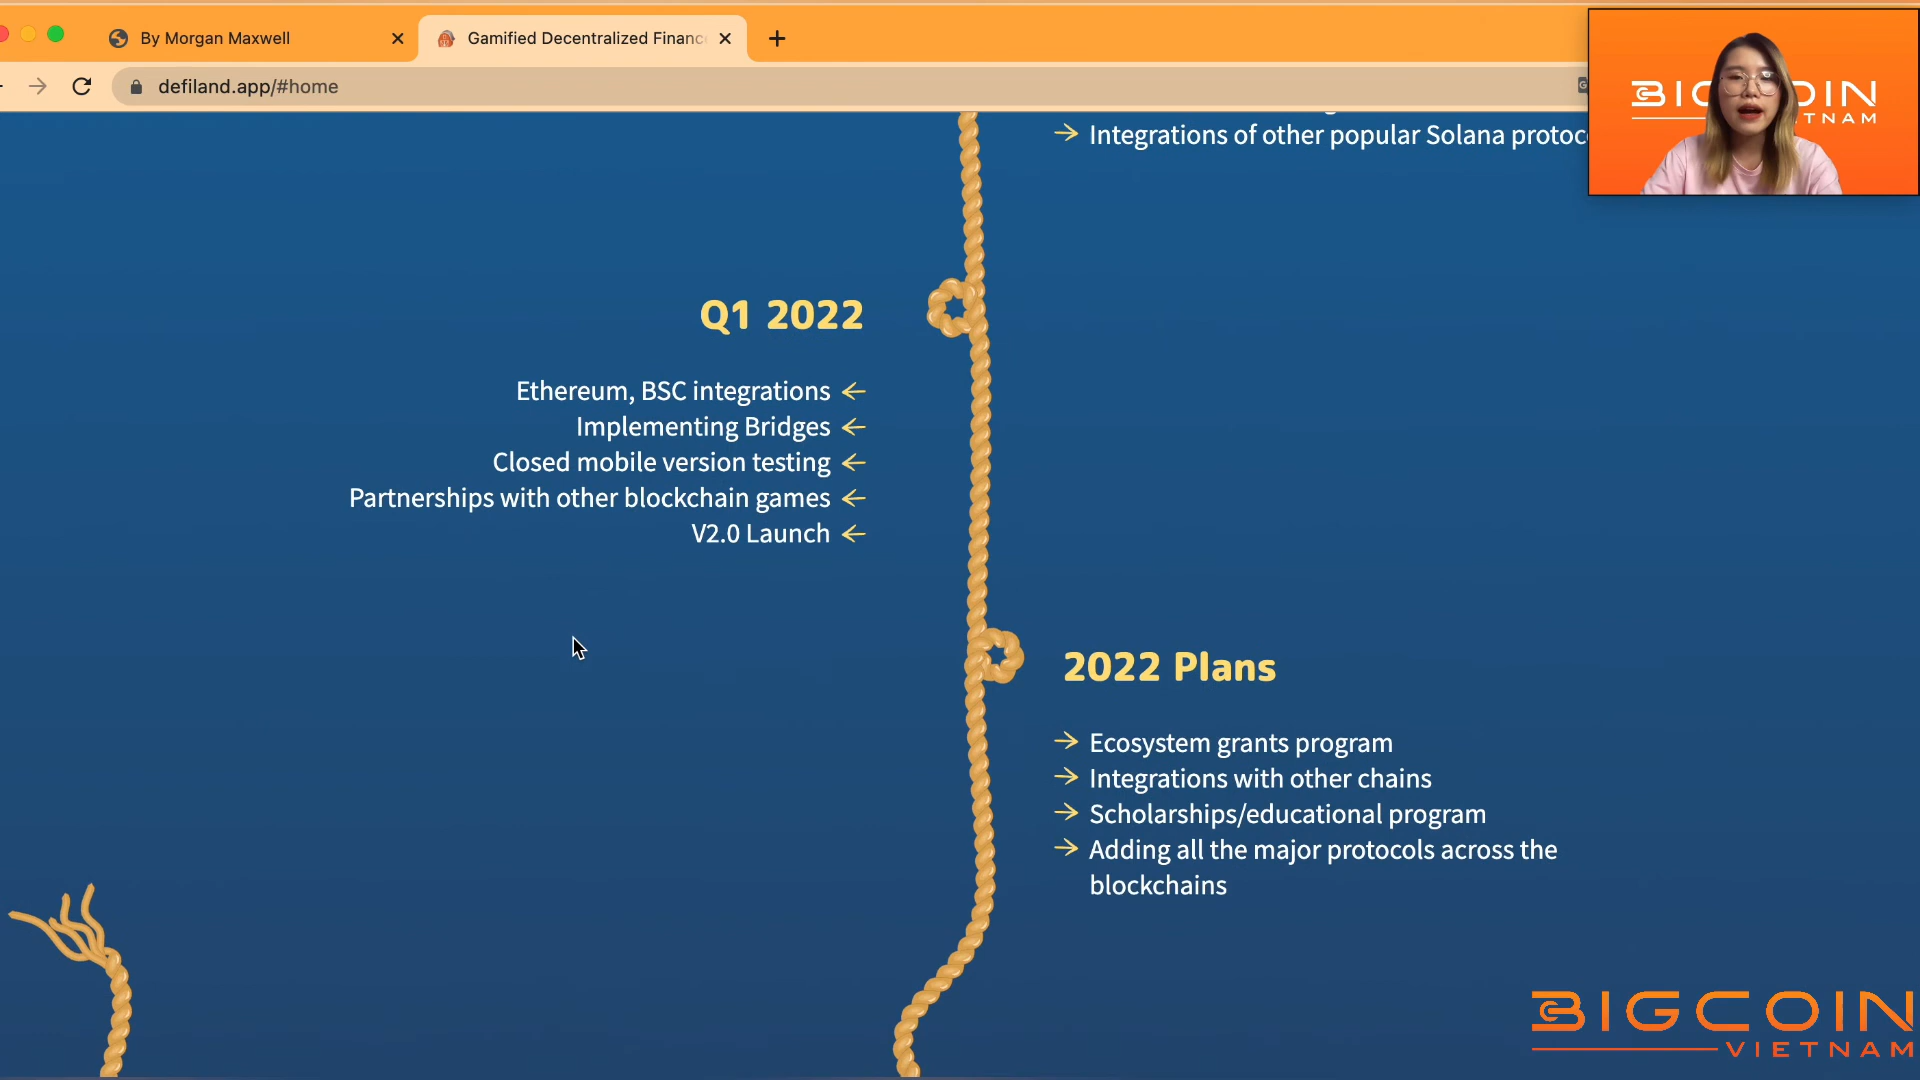 By Morgan Maxwell
Gamified Decentralized Finance
defiland.app/#home
Integrations of other popular Solana protoc
Q1 2022
Ethereum, BSC integrations
Implementing Bridges
Closed mobile version testing
Partnerships with other blockchain games
V2.0 Launch
2022 Plans
Ecosystem grants program
Integrations with other chains
Scholarships/educational program
Adding all the major protocols across the
blockchains
BIGCOIN
VIETNAM